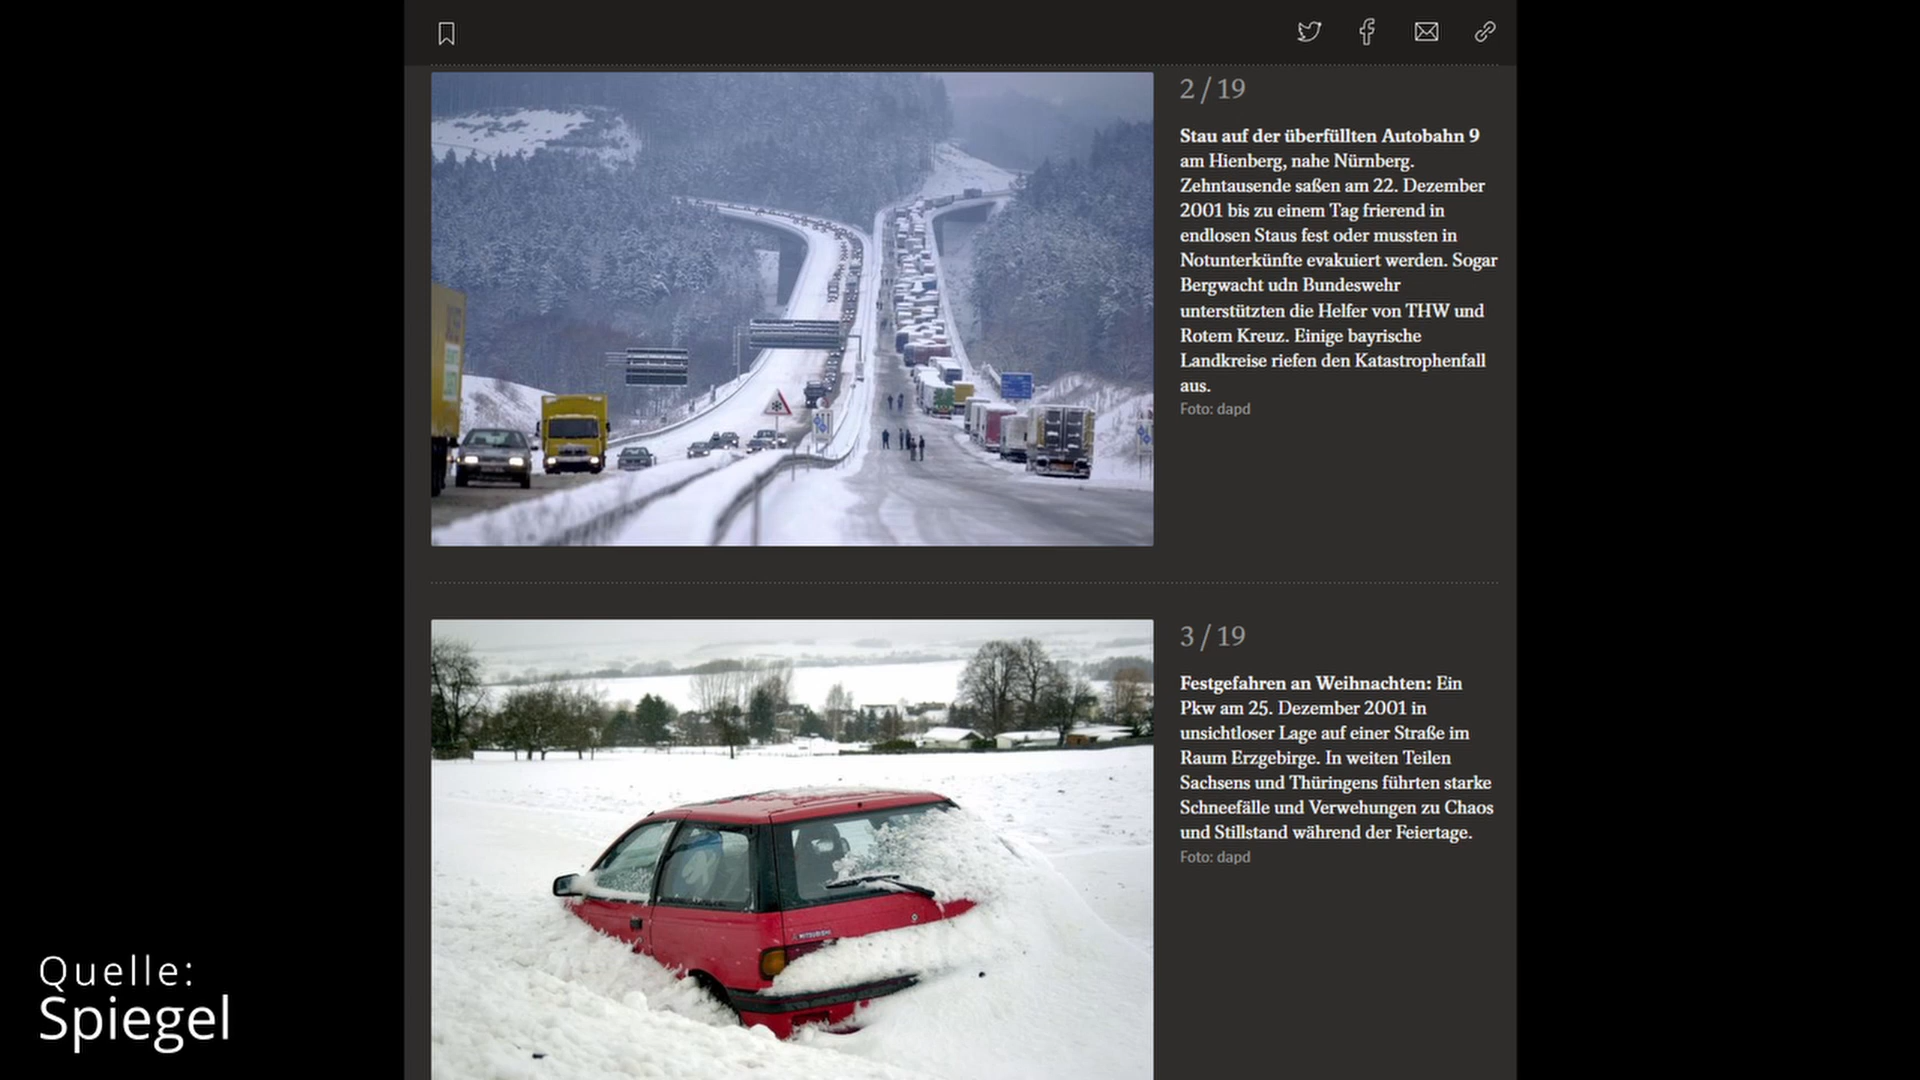 2 / 19
Stau auf der überfüllten Autobahn 9
am Hienberg, nahe Nürnberg.
Zehntausende saßen am 22. Dezember
2001 bis zu einem Tag frierend in
endlosen Staus fest oder mussten in
Notunterkünfte evakuiert werden. Sogar
Bergwacht udn Bundeswehr
unterstützten die Helfer von THW und
Rotem Kreuz. Einige bayrische
Landkreise riefen den Katastrophenfall
aus.
Foto: dapd
3 / 19
Festgefahren an Weihnachten: Ein
Pkw am 25. Dezember 2001 in
unsichtloser Lage auf einer Straße im
Raum Erzgebirge. In weiten Teilen
Sachsens und Thüringens führten starke
Schneefälle und Verwehungen zu Chaos
und Stillstand während der Feiertage.
Foto: dapd
MITSUBISHI
Quelle:
Spiegel